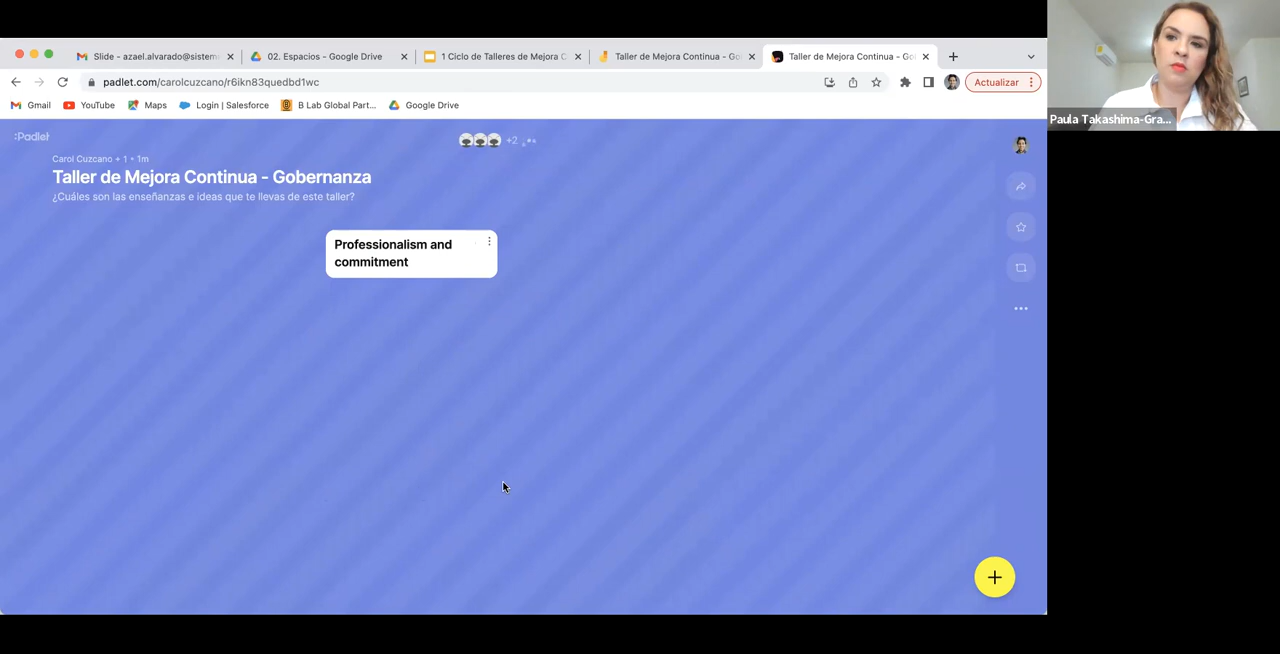 Slide - azael.alvarado@sistem
02. Espacios - Google Drive
1 Ciclo de Talleres de Mejora C
Taller de Mejora Continua - Go
Taller de Mejora Continua - Go
padlet.com/carolcuzcano/r6ikn83quedbd1wc
Actualizar
Gmail
YouTube
Maps
Login | Salesforce
B Lab Global Part...
Google Drive
Paula Takashima-Gra...
:Padlet
+2
Carol Cuzcano + 1 • 1m
Taller de Mejora Continua - Gobernanza
¿Cuáles son las enseñanzas e ideas que te llevas de este taller?
Professionalism and
commitment